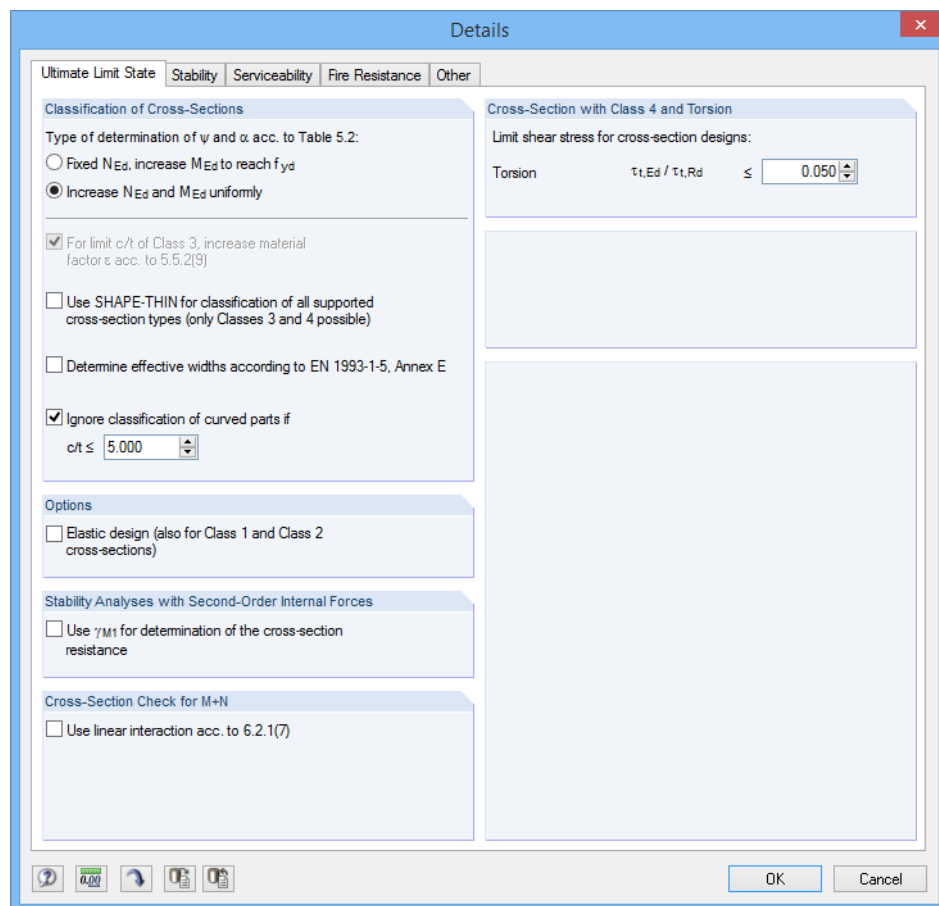 Details
Ultimate Limit State Stability Serviceability Fire Resistance Other
Classification of Cross-Sections
Type of determination of ψ and α acc. to Table 5.2:
Fixed NEd, increase MEd to reach fyd
Increase NEd and MEd uniformly
For limit c/t of Class 3, increase material
factor ε acc. to 5.5.2(9)
Use SHAPE-THIN for classification of all supported
cross-section types (only Classes 3 and 4 possible)
Determine effective widths according to EN 1993-1-5, Annex E
Ignore classification of curved parts if
c/t ≤ 5.000
Options
Elastic design (also for Class 1 and Class 2
cross-sections)
Stability Analyses with Second-Order Internal Forces
Use γM1 for determination of the cross-section
resistance
Cross-Section Check for M+N
Use linear interaction acc. to 6.2.1(7)
Cross-Section with Class 4 and Torsion
Limit shear stress for cross-section designs:
Torsion τt,Ed / τt,Rd ≤ 0.050
0.00
OK Cancel